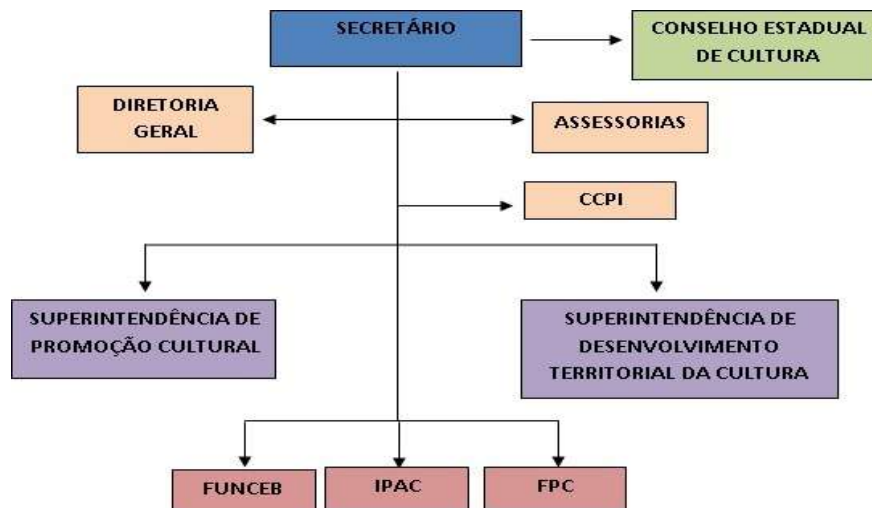 SECRETÁRIO
CONSELHO ESTADUAL
DE CULTURA
DIRETORIA
GERAL
ASSESSORIAS
CCPI
SUPERINTENDÊNCIA DE
PROMOÇÃO CULTURAL
SUPERINTENDÊNCIA DE
DESENVOLVIMENTO
TERRITORIAL DA CULTURA
FUNCEB
IPAC
FPC